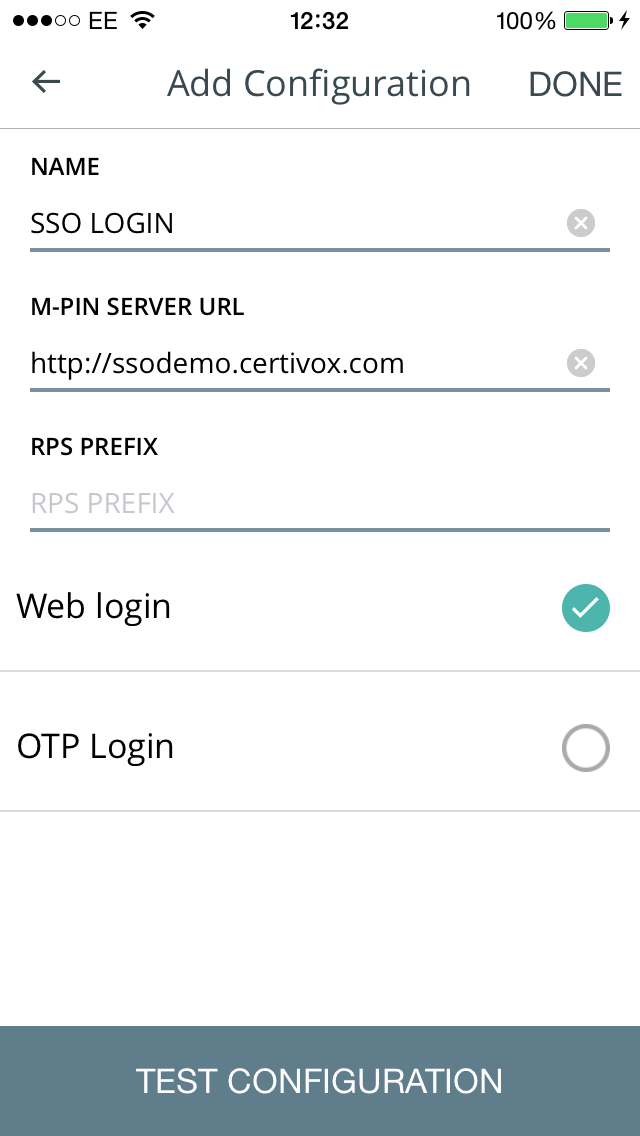 EE 12:32 100%
Add Configuration DONE
NAME
SSO LOGIN
M-PIN SERVER URL
http://ssodemo.certivox.com
RPS PREFIX
RPS PREFIX
Web login
OTP Login
TEST CONFIGURATION